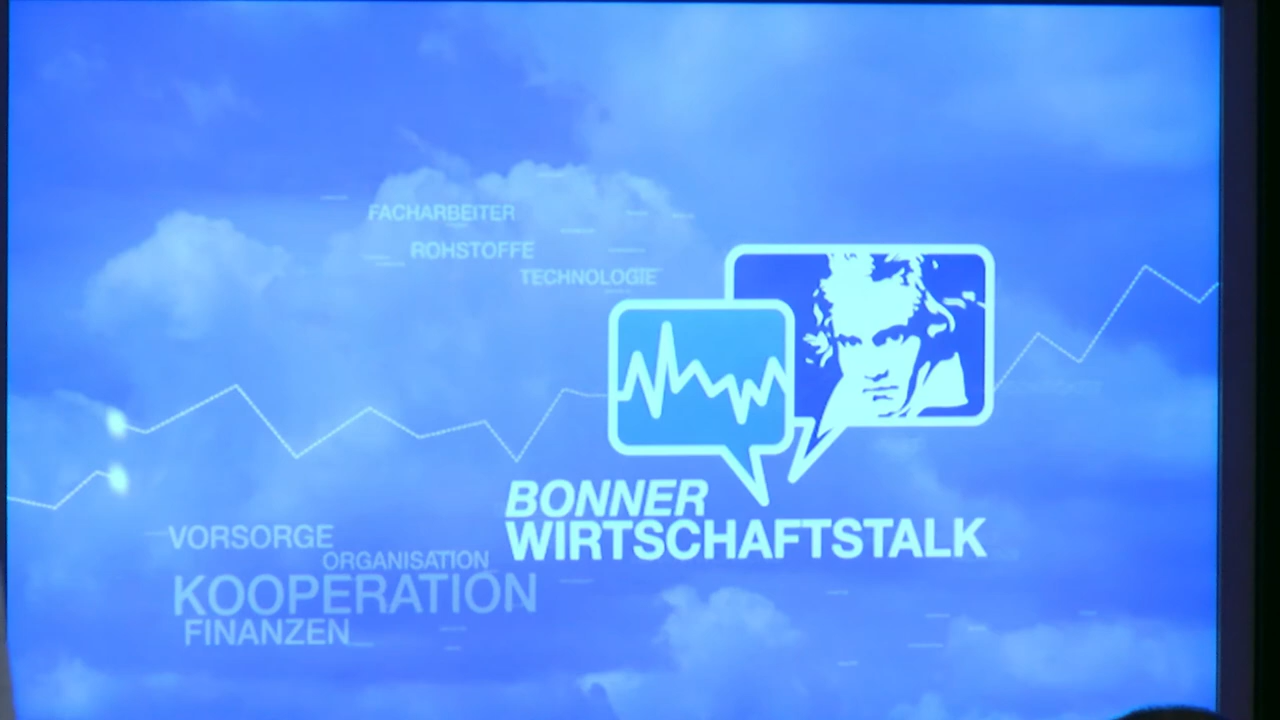 FACHARBEITER
ROHSTOFFE
TECHNOLOGIE
BONNER
WIRTSCHAFTSTALK
VORSORGE
ORGANISATION
KOOPERATION
FINANZEN